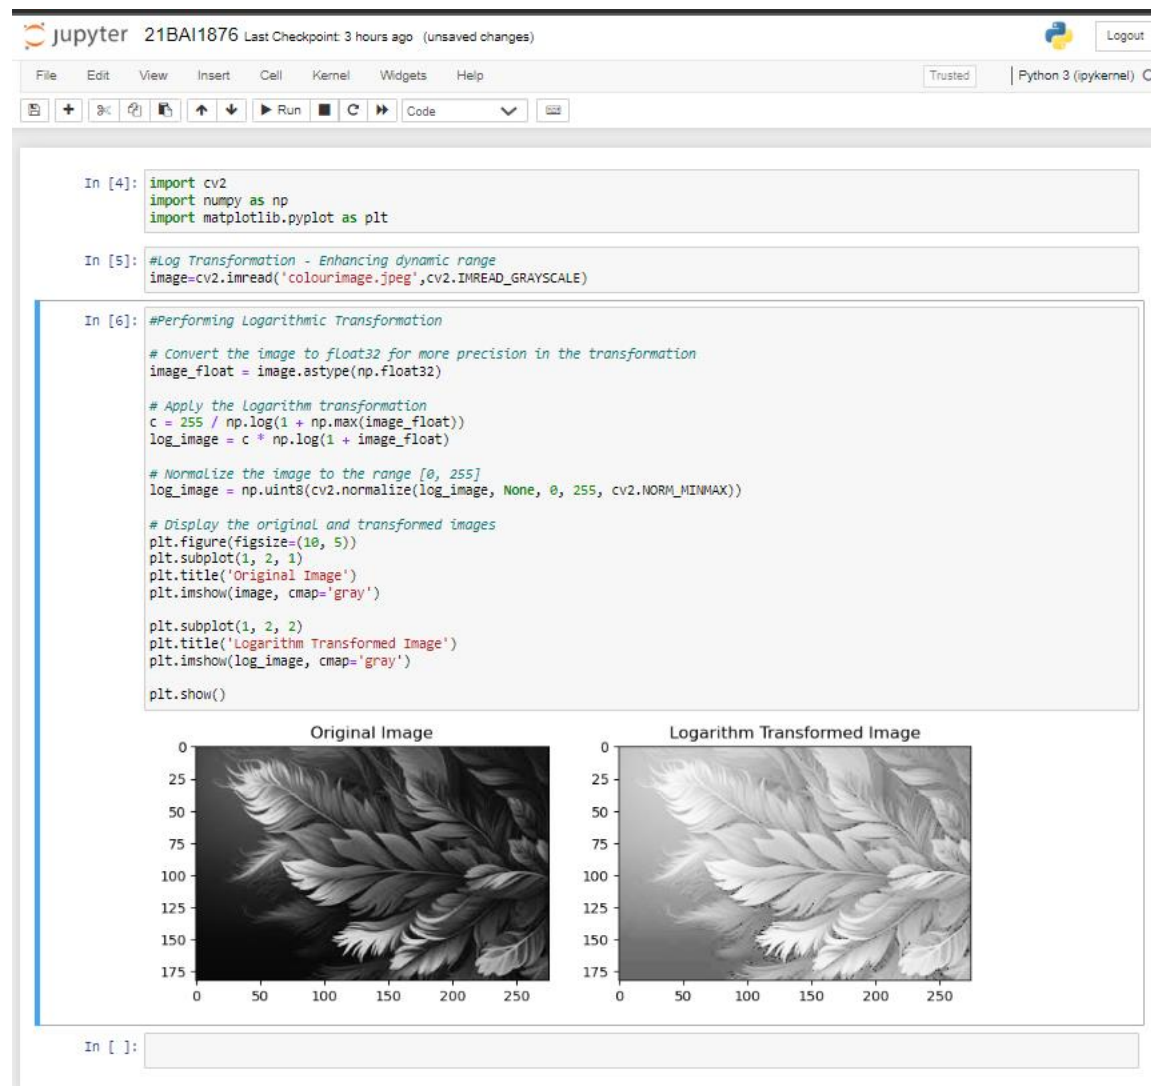 jupyter 21BAI1876 Last Checkpoint: 3 hours ago (unsaved changes) Logout
File Edit View Insert Cell Kernel Widgets Help Trusted Python 3 (ipykernel)
Run Code
In [4]: import cv2
import numpy as np
import matplotlib.pyplot as plt
In [5]: #Log Transformation - Enhancing dynamic range
image=cv2.imread('colourimage.jpeg',cv2.IMREAD_GRAYSCALE)
In [6]: #Performing Logarithmic Transformation
# Convert the image to float32 for more precision in the transformation
image_float = image.astype(np.float32)
# Apply the Logarithm transformation
c = 255 / np.log(1 + np.max(image_float))
log_image = c * np.log(1 + image_float)
# Normalize the image to the range [0, 255]
log_image = np.uint8(cv2.normalize(log_image, None, 0, 255, cv2.NORM_MINMAX))
# Display the original and transformed images
plt.figure(figsize=(10, 5))
plt.subplot(1, 2, 1)
plt.title('Original Image')
plt.imshow(image, cmap='gray')
plt.subplot(1, 2, 2)
plt.title('Logarithm Transformed Image')
plt.imshow(log_image, cmap='gray')
plt.show()
Original Image
0
25
50
75
100
125
150
175
0 50 100 150 200 250
Logarithm Transformed Image
0
25
50
75
100
125
150
175
0 50 100 150 200 250
In [ ]: